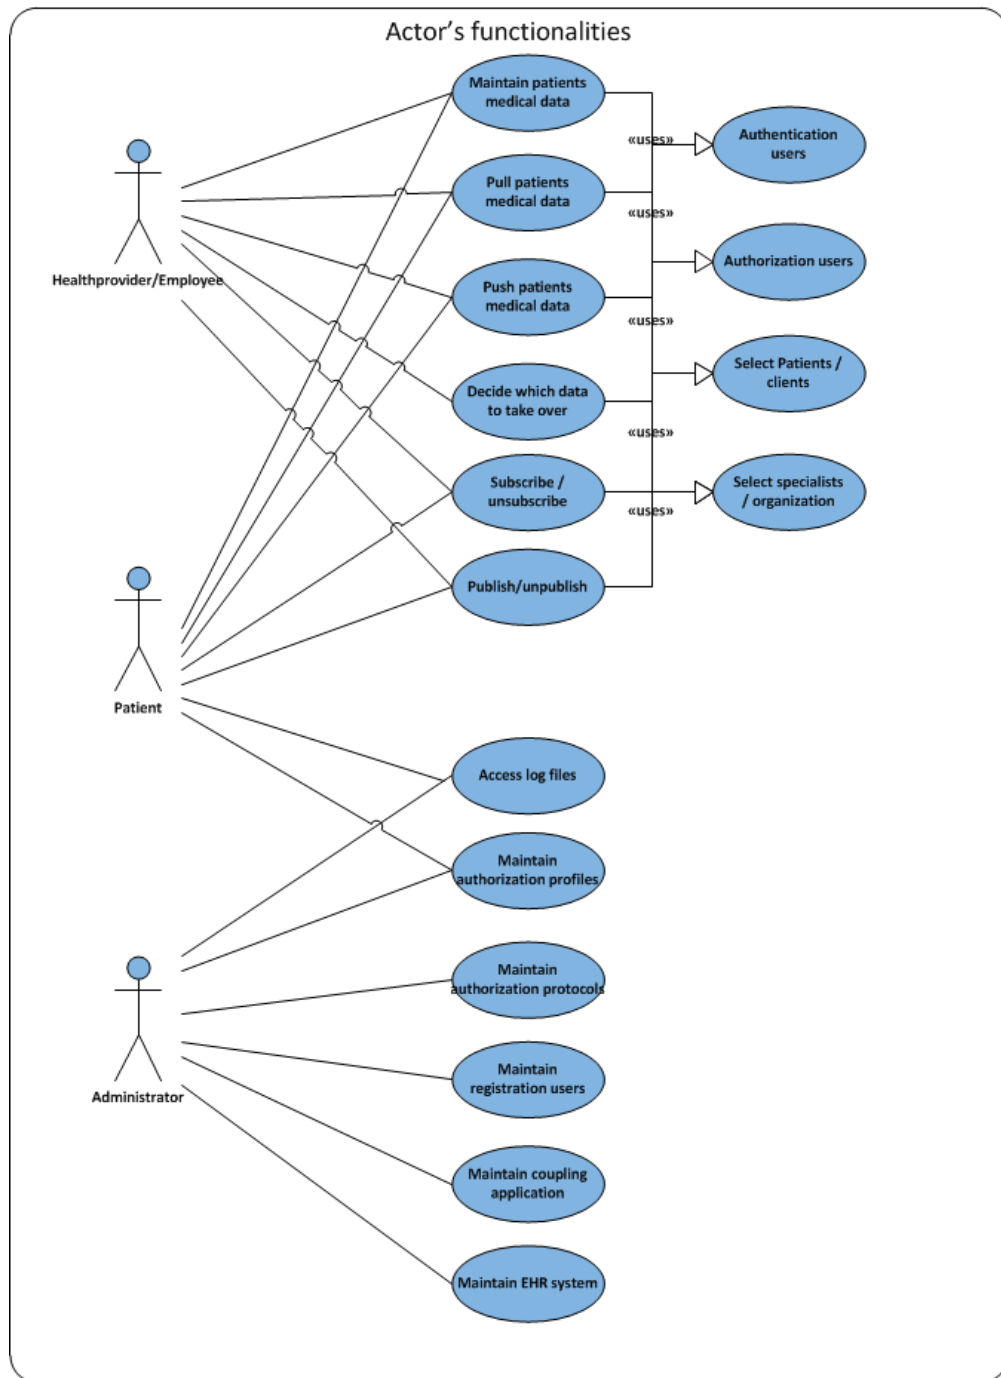 Actor's functionalities
Maintain patients
medical data
«uses»
Authentication
users
Healthprovider/Employee
Pull patients
medical data
«uses»
Authorization users
Push patients
medical data
«uses»
Select Patients /
clients
Decide which data
to take over
«uses»
Subscribe /
unsubscribe
Select specialists
/ organization
«uses»
Publish/unpublish
Patient
Access log files
Maintain
authorization profiles
Maintain
authorization protocols
Administrator
Maintain
registration users
Maintain coupling
application
Maintain EHR system